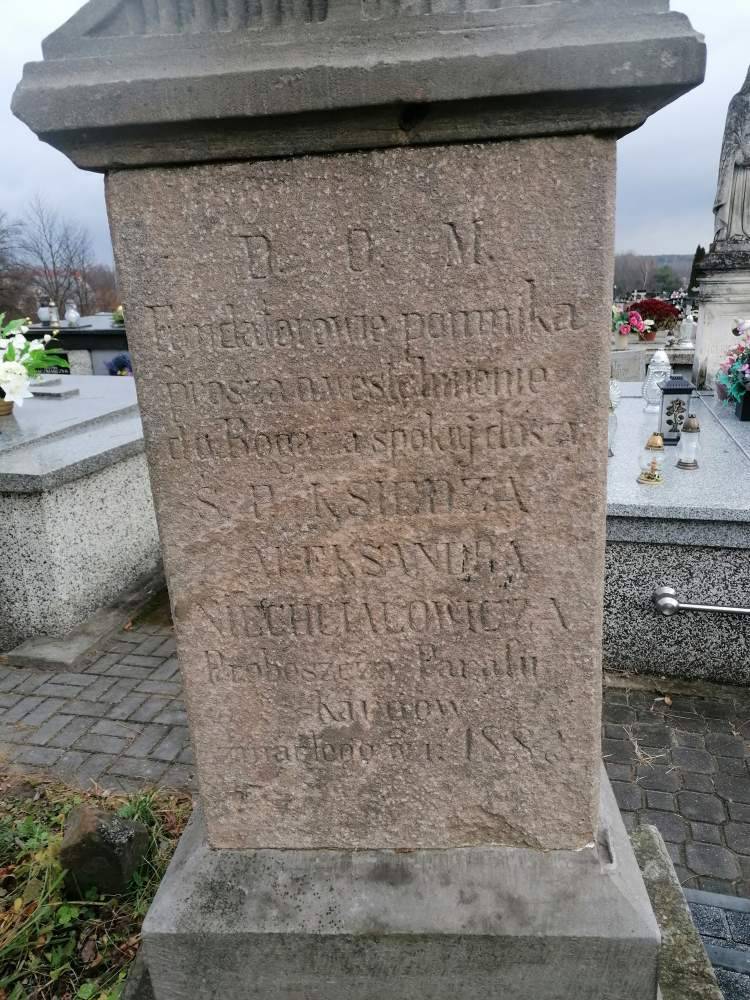 D. O. M.
Fundatorowie pomnika
proszą o westchnienie
do Boga za spokój duszy
Ś. P. KSIĘDZA
ALEKSANDRA
NIECHCIAŁOWICZA
Proboszcza Parafii
zmarłego w r. 188